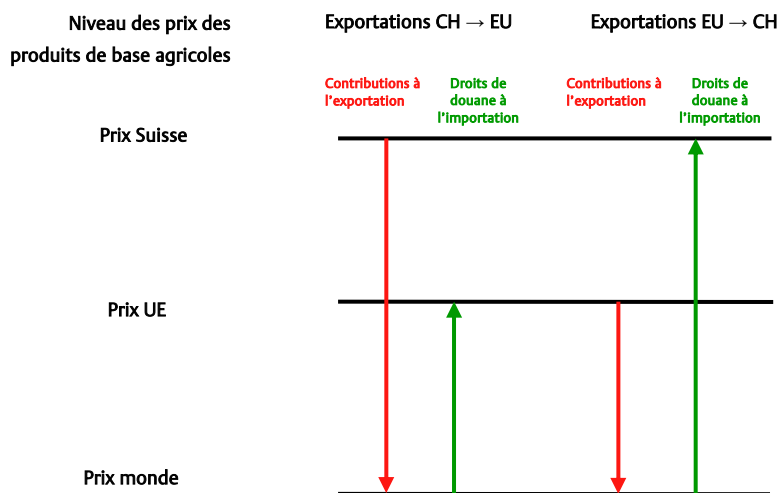 Niveau des prix des
produits de base agricoles
Exportations CH → EU
Exportations EU → CH
Contributions à
l'exportation
Droits de
douane à
l'importation
Contributions à
l'exportation
Droits de
douane à
l'importation
Prix Suisse
Prix UE
Prix monde